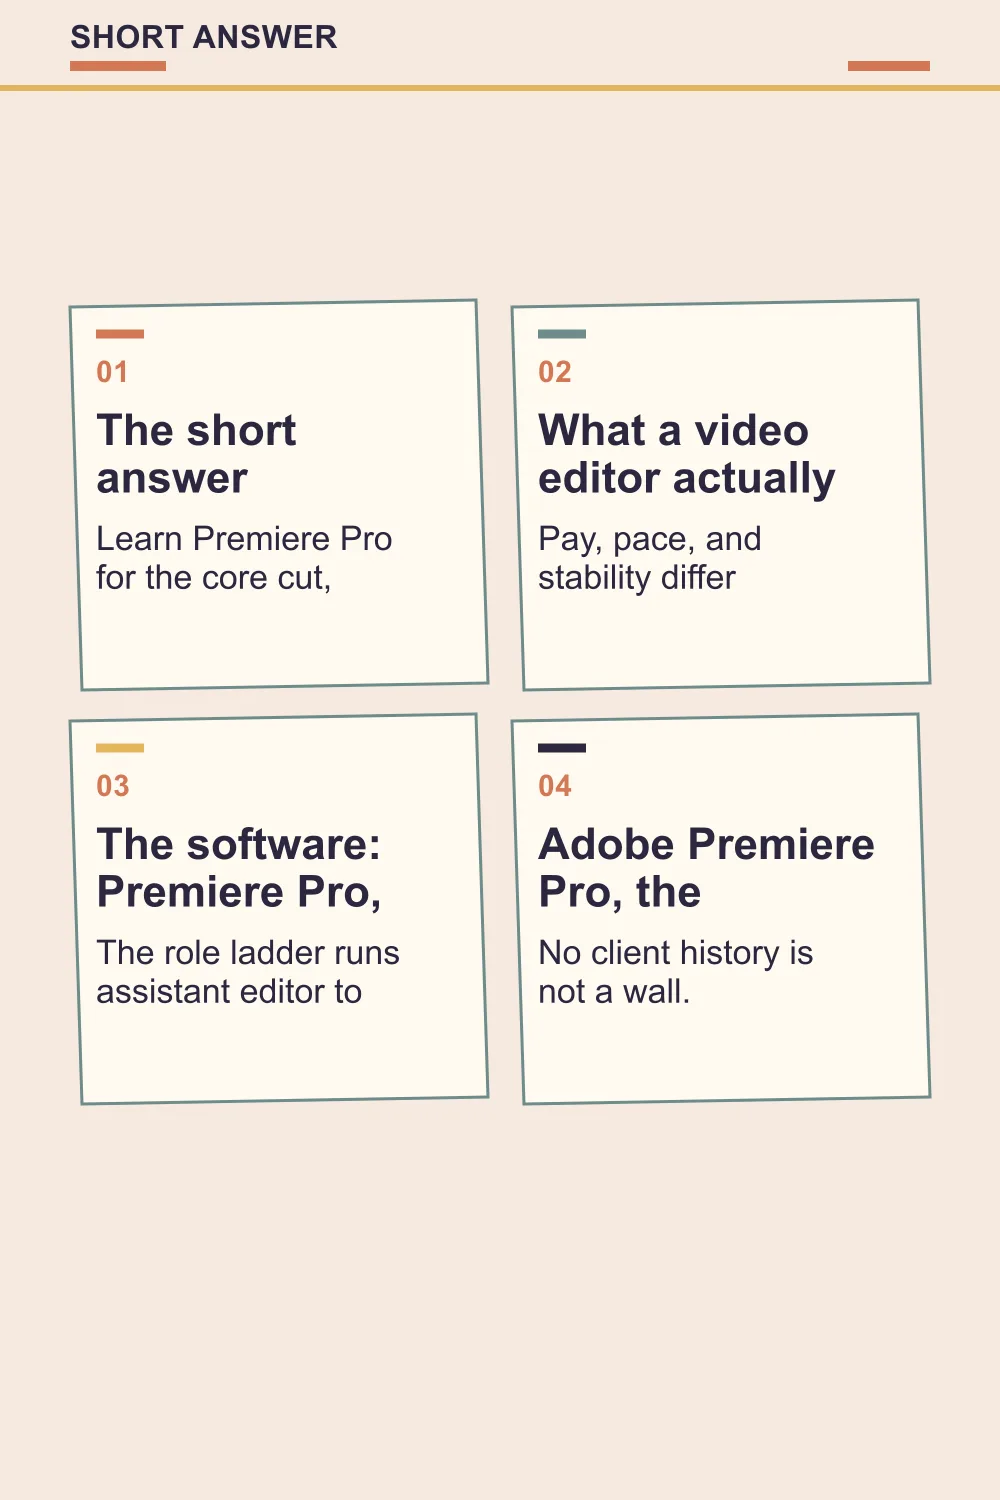 SHORT ANSWER
01
The short
answer
Learn Premiere Pro
for the core cut,
02
What a video
editor actually
Pay, pace, and
stability differ
03
The software:
Premiere Pro,
The role ladder runs
assistant editor to
04
Adobe Premiere
Pro, the
No client history is
not a wall.